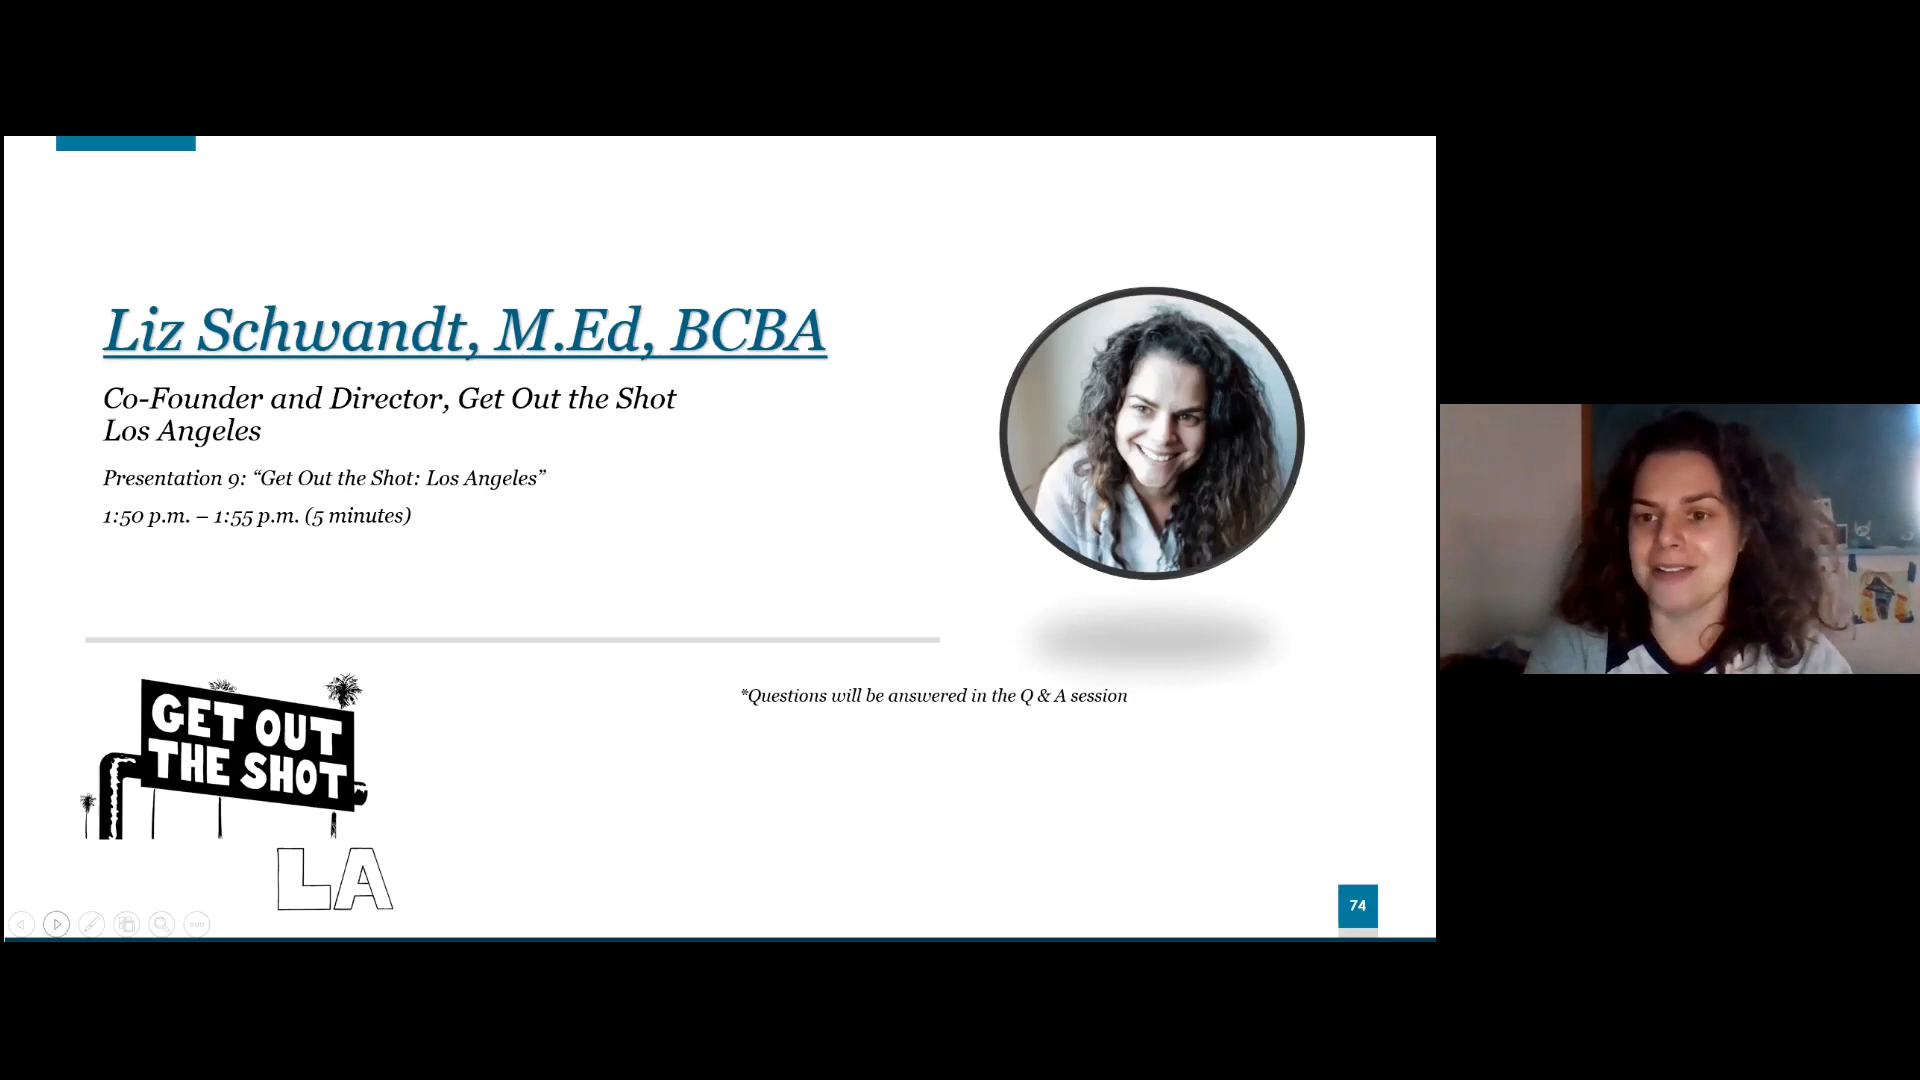 Liz Schwandt, M.Ed, BCBA
Co-Founder and Director, Get Out the Shot
Los Angeles
Presentation 9: “Get Out the Shot: Los Angeles”
1:50 p.m. – 1:55 p.m. (5 minutes)
*Questions will be answered in the Q & A session
GET OUT
THE SHOT
LA
74